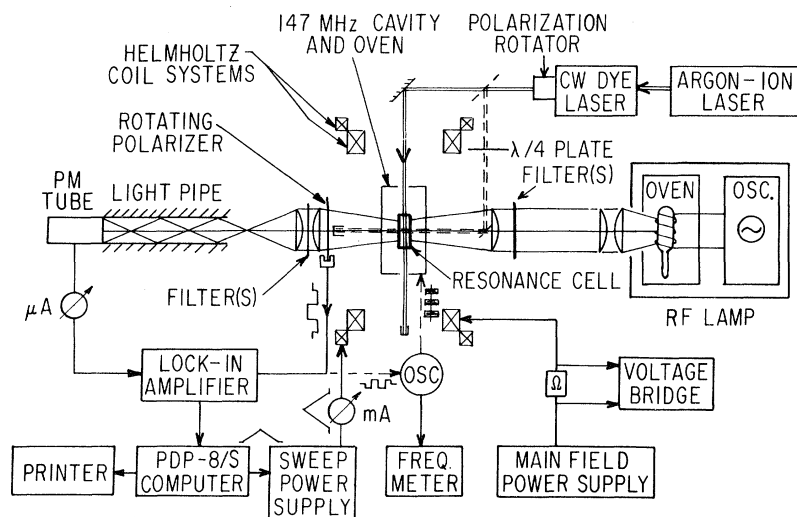 147 MHz CAVITY
AND OVEN
POLARIZATION
ROTATOR
HELMHOLTZ
COIL SYSTEMS
CW DYE
LASER
ARGON-ION
LASER
ROTATING
POLARIZER
λ/4 PLATE
FILTER(S)
PM
TUBE
LIGHT PIPE
OVEN
OSC.
FILTER(S)
RESONANCE CELL
RF LAMP
μA
LOCK-IN
AMPLIFIER
OSC
mA
Ω
VOLTAGE
BRIDGE
PRINTER
PDP-8/S
COMPUTER
SWEEP
POWER
SUPPLY
FREQ.
METER
MAIN FIELD
POWER SUPPLY